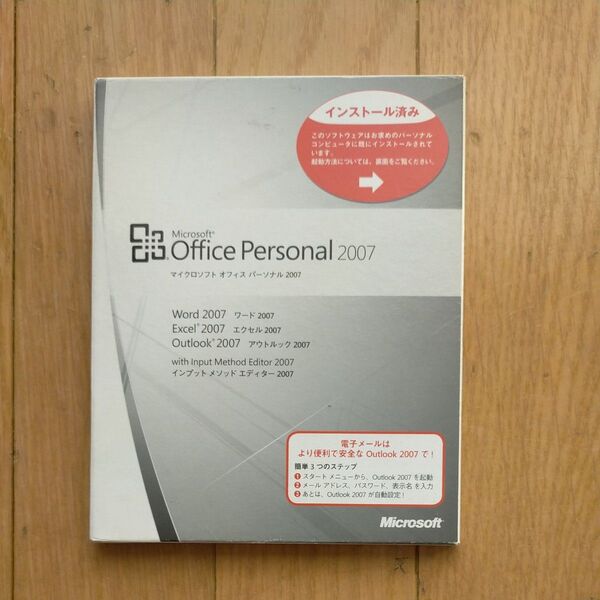 インストール済み
このソフトウェアはお求めのパーソナル
コンピュータに既にインストールされて
います。
起動方法については、裏面をご覧ください。
Microsoft®
Office Personal 2007
マイクロソフト オフィス パーソナル 2007
Word 2007 ワード 2007
Excel® 2007 エクセル 2007
Outlook® 2007 アウトルック 2007
with Input Method Editor 2007
インプット メソッド エディター 2007
電子メールは
より便利で安全な Outlook 2007 で！
簡単 3 つのステップ
1 スタート メニューから、Outlook 2007 を起動
2 メール アドレス、パスワード、表示名 を入力
3 あとは、Outlook 2007 が自動設定！
Microsoft®